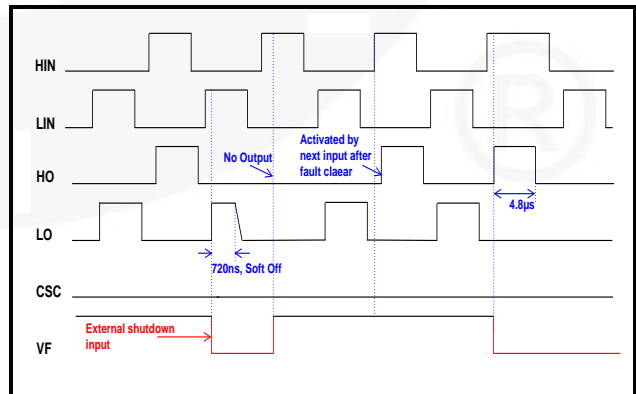 HIN
LIN
HO
No Output
Activated by
next input after
fault claear
4.8µs
LO
720ns, Soft Off
CSC
External shutdown
input
VF
®